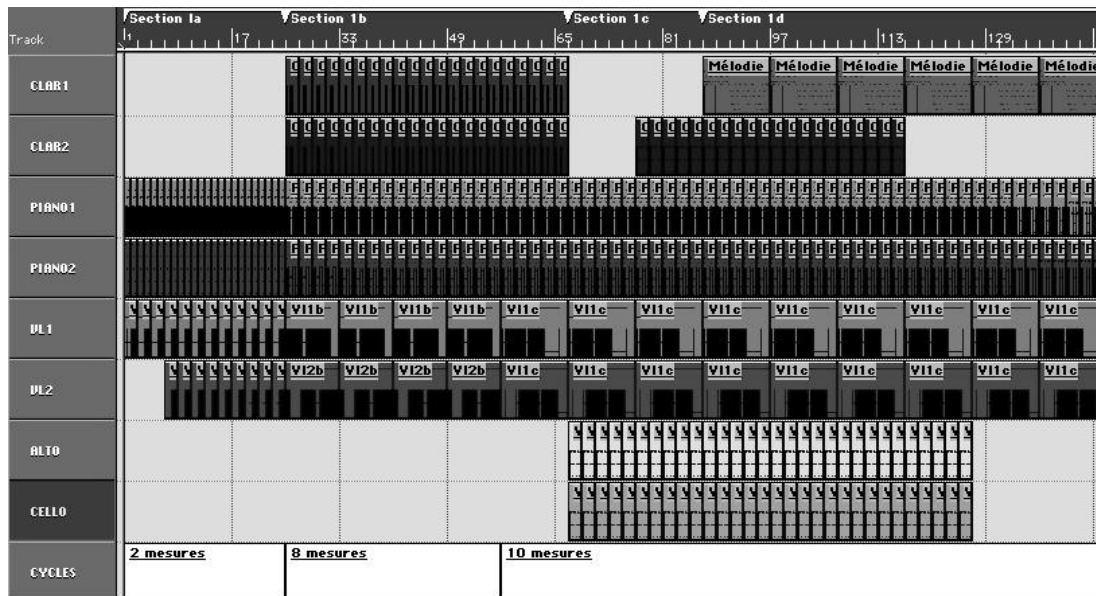 Section Ia Section 1b Section 1c Section 1d
Track 1 17 33 49 65 81 97 113 129
CLAR1 Mélodie Mélodie Mélodie Mélodie Mélodie Mélodie
CLAR2
PIANO1
PIANO2
VL1 Vl1b Vl1b Vl1b Vl1b Vl1c Vl1c Vl1c Vl1c Vl1c Vl1c Vl1c Vl1c Vl1c
VL2 Vl2b Vl2b Vl2b Vl2b Vl1c Vl1c Vl1c Vl1c Vl1c Vl1c Vl1c Vl1c Vl1c
ALTO
CELLO
CYCLES 2 mesures 8 mesures 10 mesures